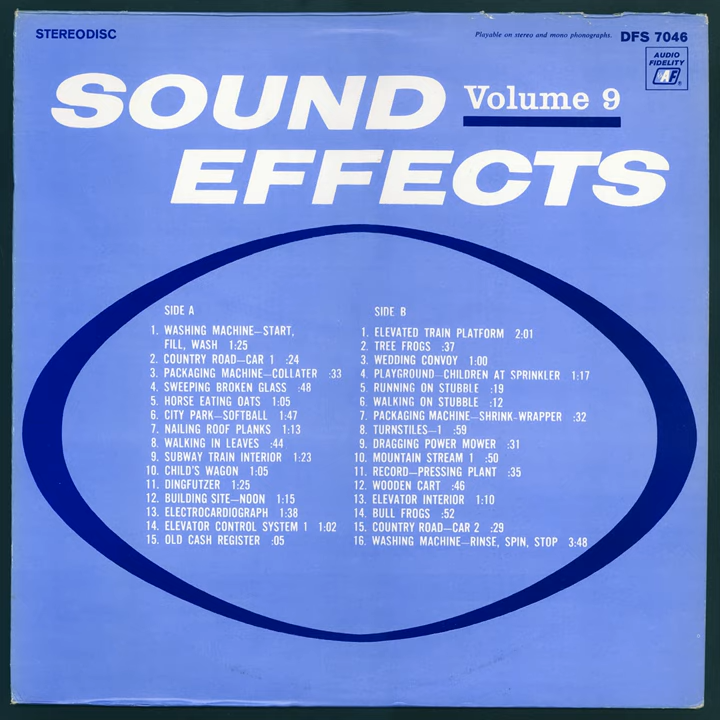 STEREODISC
Playable on stereo and mono phonographs. DFS 7046
AUDIO
FIDELITY
AF®
SOUND Volume 9
EFFECTS
SIDE A
1. WASHING MACHINE—START,
FILL, WASH 1:25
2. COUNTRY ROAD—CAR 1 :24
3. PACKAGING MACHINE—COLLATER :33
4. SWEEPING BROKEN GLASS :48
5. HORSE EATING OATS 1:05
6. CITY PARK—SOFTBALL 1:47
7. NAILING ROOF PLANKS 1:13
8. WALKING IN LEAVES :44
9. SUBWAY TRAIN INTERIOR 1:23
10. CHILD'S WAGON 1:05
11. DINGFUTZER 1:25
12. BUILDING SITE—NOON 1:15
13. ELECTROCARDIOGRAPH 1:38
14. ELEVATOR CONTROL SYSTEM 1 1:02
15. OLD CASH REGISTER :05
SIDE B
1. ELEVATED TRAIN PLATFORM 2:01
2. TREE FROGS :37
3. WEDDING CONVOY 1:00
4. PLAYGROUND—CHILDREN AT SPRINKLER 1:17
5. RUNNING ON STUBBLE :19
6. WALKING ON STUBBLE :12
7. PACKAGING MACHINE—SHRINK-WRAPPER :32
8. TURNSTILES—1 :59
9. DRAGGING POWER MOWER :31
10. MOUNTAIN STREAM 1 :50
11. RECORD—PRESSING PLANT :35
12. WOODEN CART :46
13. ELEVATOR INTERIOR 1:10
14. BULL FROGS :52
15. COUNTRY ROAD—CAR 2 :29
16. WASHING MACHINE—RINSE, SPIN, STOP 3:48